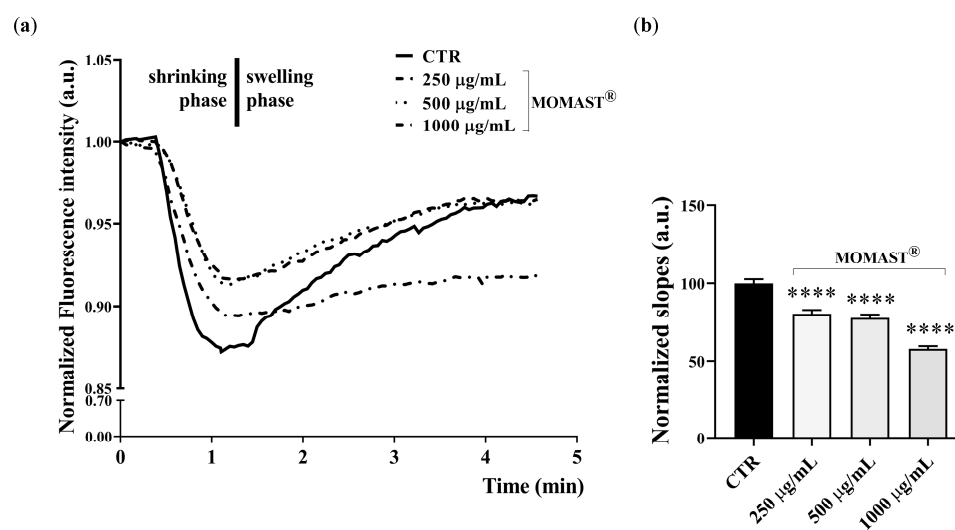 (a)
Normalized Fluorescence intensity (a.u.)
1.05
1.00
0.95
0.90
0.85
0.70
0.00
shrinking
phase
swelling
phase
CTR
250 μg/mL
500 μg/mL
1000 μg/mL
MOMAST®
0
1
2
3
4
5
Time (min)
(b)
Normalized slopes (a.u.)
150
100
50
0
MOMAST®
****
****
****
CTR
250 μg/mL
500 μg/mL
1000 μg/mL